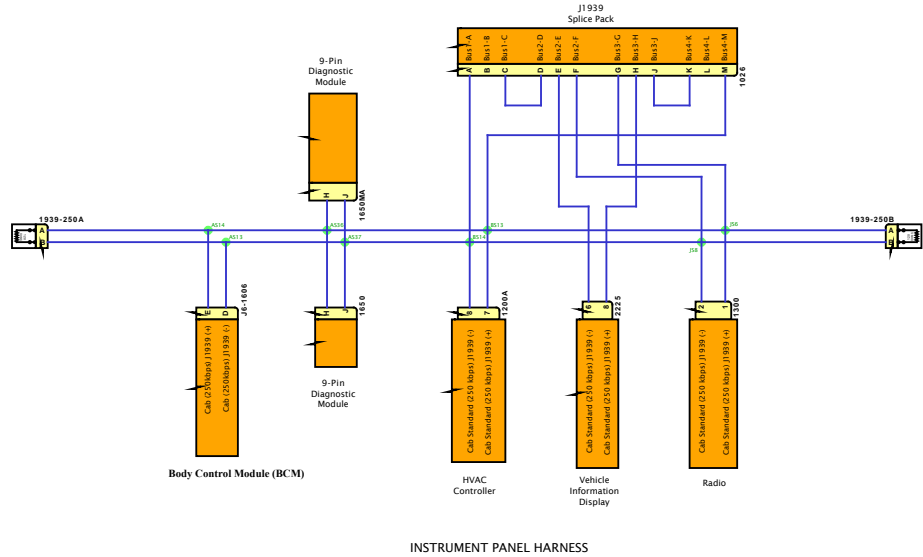 J1939
Splice Pack
Bus1-A
Bus1-B
Bus1-C
Bus2-D
Bus2-E
Bus2-F
Bus3-G
Bus3-H
Bus3-J
Bus4-K
Bus4-L
Bus4-M
A
B
C
D
E
F
G
H
J
K
L
M
1026
9-Pin
Diagnostic
Module
H
J
1650MA
1939-250A
A
B
AS14
AS13
AS36
AS37
BS13
BS14
JS6
JS8
1939-250B
A
B
E
D
J6-1606
Cab (250kbps) J1939 (+)
Cab (250kbps) J1939 (-)
Body Control Module (BCM)
H
J
1650
9-Pin
Diagnostic
Module
8
7
1200A
Cab Standard (250 kbps) J1939 (-)
Cab Standard (250 kbps) J1939 (+)
HVAC
Controller
6
8
2225
Cab Standard (250 kbps) J1939 (-)
Cab Standard (250 kbps) J1939 (+)
Vehicle
Information
Display
2
1
1300
Cab Standard (250 kbps) J1939 (-)
Cab Standard (250 kbps) J1939 (+)
Radio
INSTRUMENT PANEL HARNESS